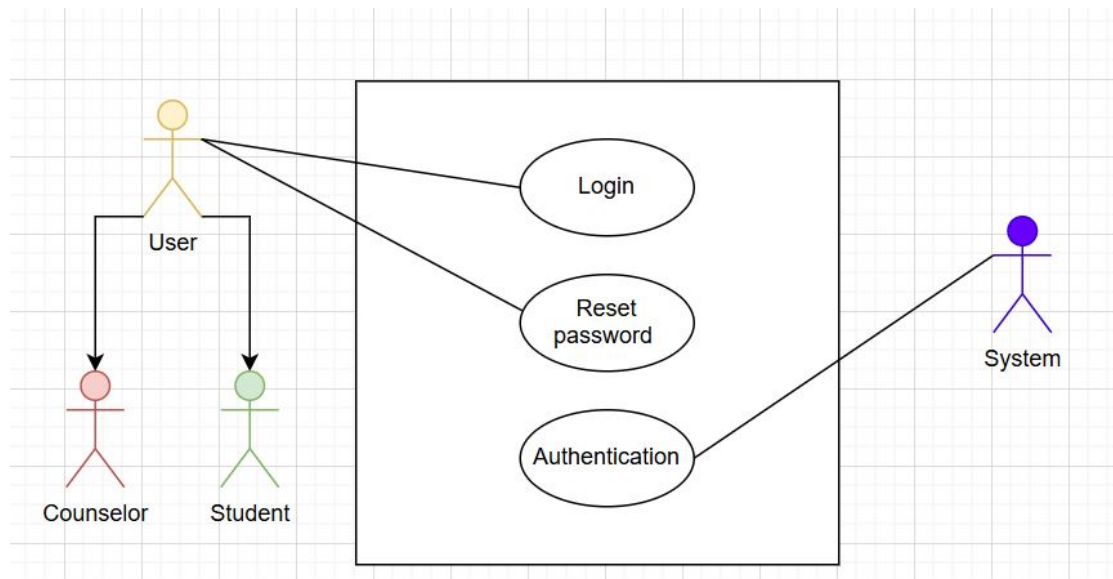 Login
User
Reset
password
System
Authentication
Counselor
Student